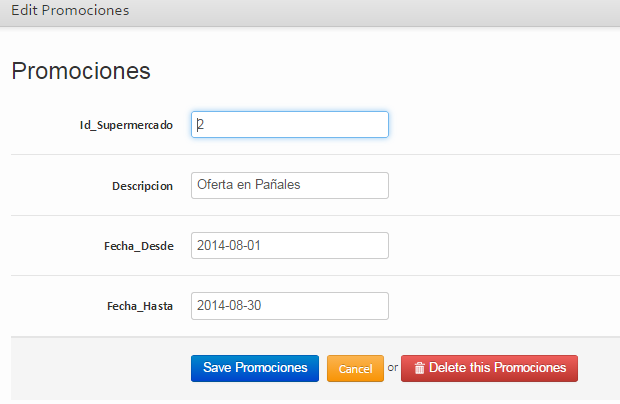 Edit Promociones
Promociones
Id_Supermercado 2
Descripcion Oferta en Pañales
Fecha_Desde 2014-08-01
Fecha_Hasta 2014-08-30
Save Promociones Cancel or Delete this Promociones